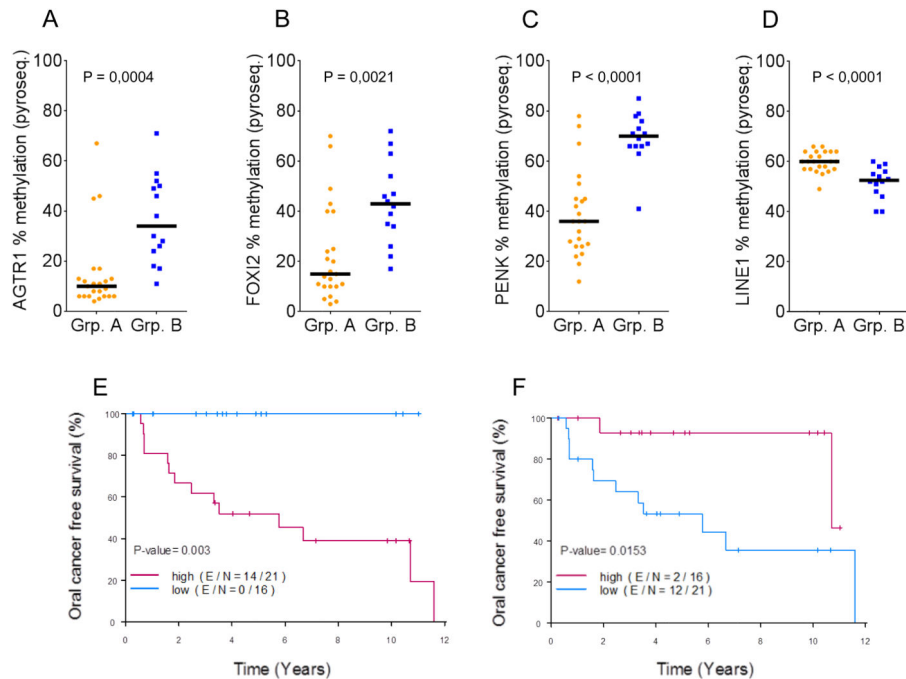 A
AGTR1 % methylation (pyroseq.)
100
80
60
40
20
0
P = 0,0004
Grp. A Grp. B
B
FOXI2 % methylation (pyroseq.)
100
80
60
40
20
0
P = 0,0021
Grp. A Grp. B
C
PENK % methylation (pyroseq.)
100
80
60
40
20
0
P < 0,0001
Grp. A Grp. B
D
LINE1 % methylation (pyroseq.)
100
80
60
40
20
0
P < 0,0001
Grp. A Grp. B
E
Oral cancer free survival (%)
100
80
60
40
20
0
P-value= 0.003
high ( E / N = 14 / 21 )
low ( E / N = 0 / 16 )
0 2 4 6 8 10 12
Time (Years)
F
Oral cancer free survival (%)
100
80
60
40
20
0
P-value= 0.0153
high ( E / N = 2 / 16 )
low ( E / N = 12 / 21 )
0 2 4 6 8 10 12
Time (Years)